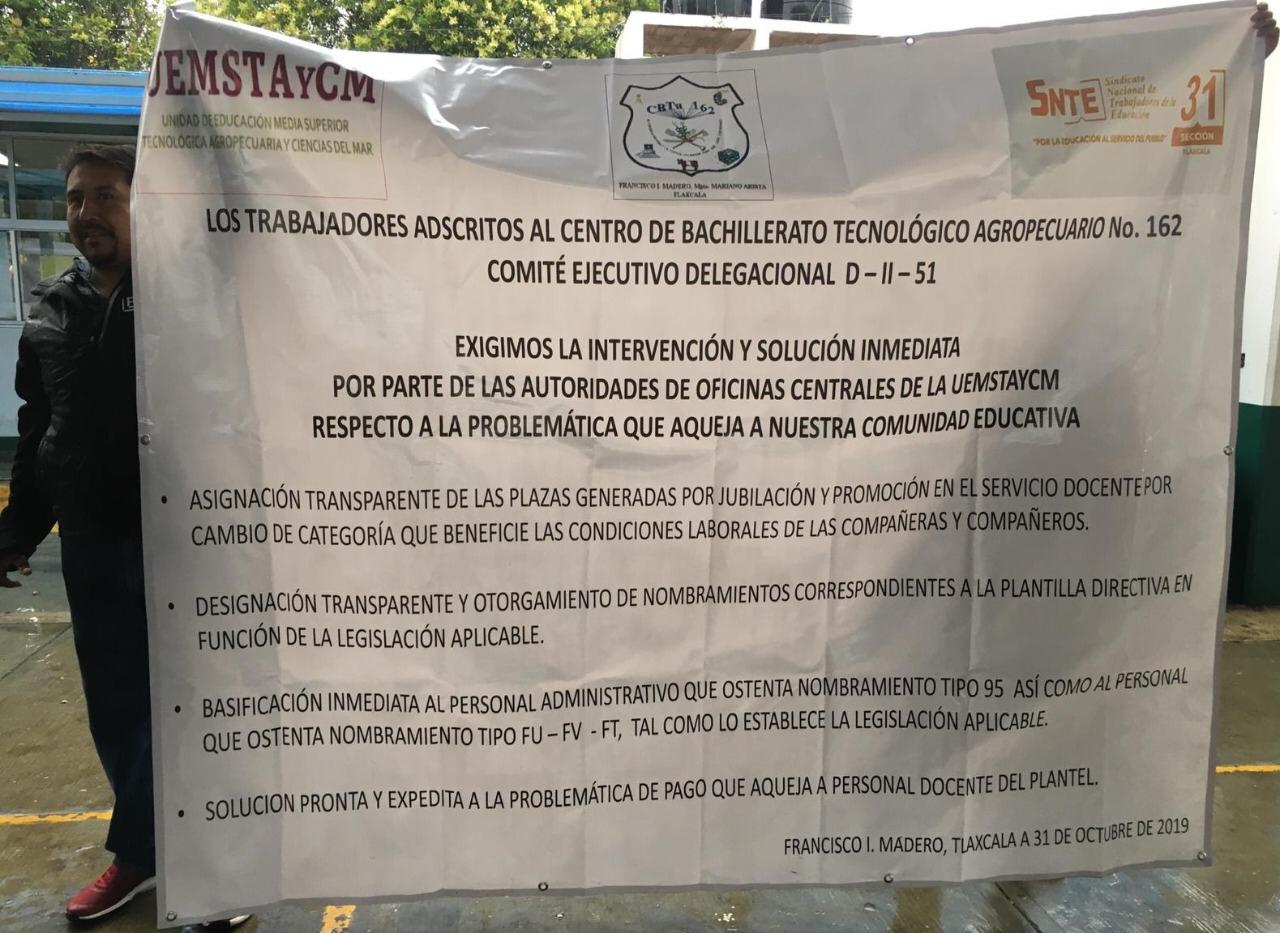 UEMSTAYCM
UNIDAD DE EDUCACIÓN MEDIA SUPERIOR
TECNOLÓGICA AGROPECUARIA Y CIENCIAS DEL MAR
CBTa 162
FRANCISCO I. MADERO, Mpio. MARIANO ARISTA
TLAXCALA
SNTE
Sindicato
Nacional de
Trabajadores de la
Educación
31
SECCIÓN
TLAXCALA
"POR LA EDUCACIÓN AL SERVICIO DEL PUEBLO"
LOS TRABAJADORES ADSCRITOS AL CENTRO DE BACHILLERATO TECNOLÓGICO AGROPECUARIO No. 162
COMITÉ EJECUTIVO DELEGACIONAL D – II – 51
EXIGIMOS LA INTERVENCIÓN Y SOLUCIÓN INMEDIATA
POR PARTE DE LAS AUTORIDADES DE OFICINAS CENTRALES DE LA UEMSTAYCM
RESPECTO A LA PROBLEMÁTICA QUE AQUEJA A NUESTRA COMUNIDAD EDUCATIVA
• ASIGNACIÓN TRANSPARENTE DE LAS PLAZAS GENERADAS POR JUBILACIÓN Y PROMOCIÓN EN EL SERVICIO DOCENTE POR
CAMBIO DE CATEGORÍA QUE BENEFICIE LAS CONDICIONES LABORALES DE LAS COMPAÑERAS Y COMPAÑEROS.
• DESIGNACIÓN TRANSPARENTE Y OTORGAMIENTO DE NOMBRAMIENTOS CORRESPONDIENTES A LA PLANTILLA DIRECTIVA EN
FUNCIÓN DE LA LEGISLACIÓN APLICABLE.
• BASIFICACIÓN INMEDIATA AL PERSONAL ADMINISTRATIVO QUE OSTENTA NOMBRAMIENTO TIPO 95 ASÍ COMO AL PERSONAL
QUE OSTENTA NOMBRAMIENTO TIPO FU – FV - FT, TAL COMO LO ESTABLECE LA LEGISLACIÓN APLICABLE.
• SOLUCION PRONTA Y EXPEDITA A LA PROBLEMÁTICA DE PAGO QUE AQUEJA A PERSONAL DOCENTE DEL PLANTEL.
FRANCISCO I. MADERO, TLAXCALA A 31 DE OCTUBRE DE 2019